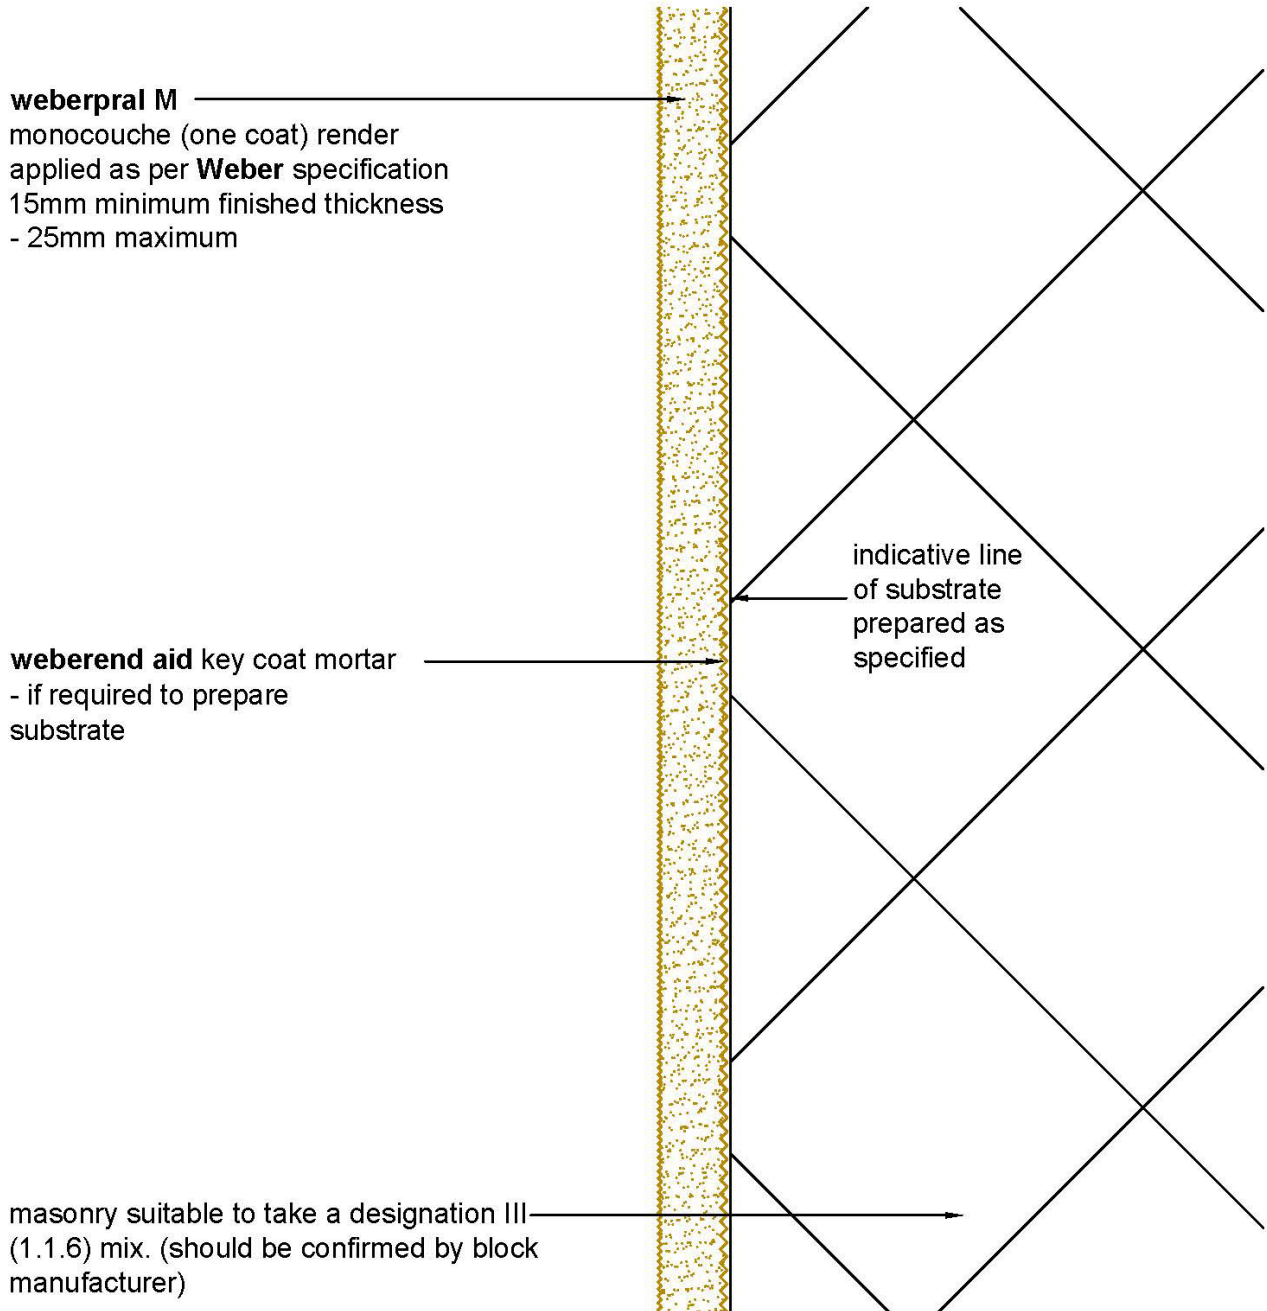 weberpral M
monocouche (one coat) render
applied as per Weber specification
15mm minimum finished thickness
- 25mm maximum
indicative line
of substrate
prepared as
specified
weberend aid key coat mortar
- if required to prepare
substrate
masonry suitable to take a designation III
(1.1.6) mix. (should be confirmed by block
manufacturer)